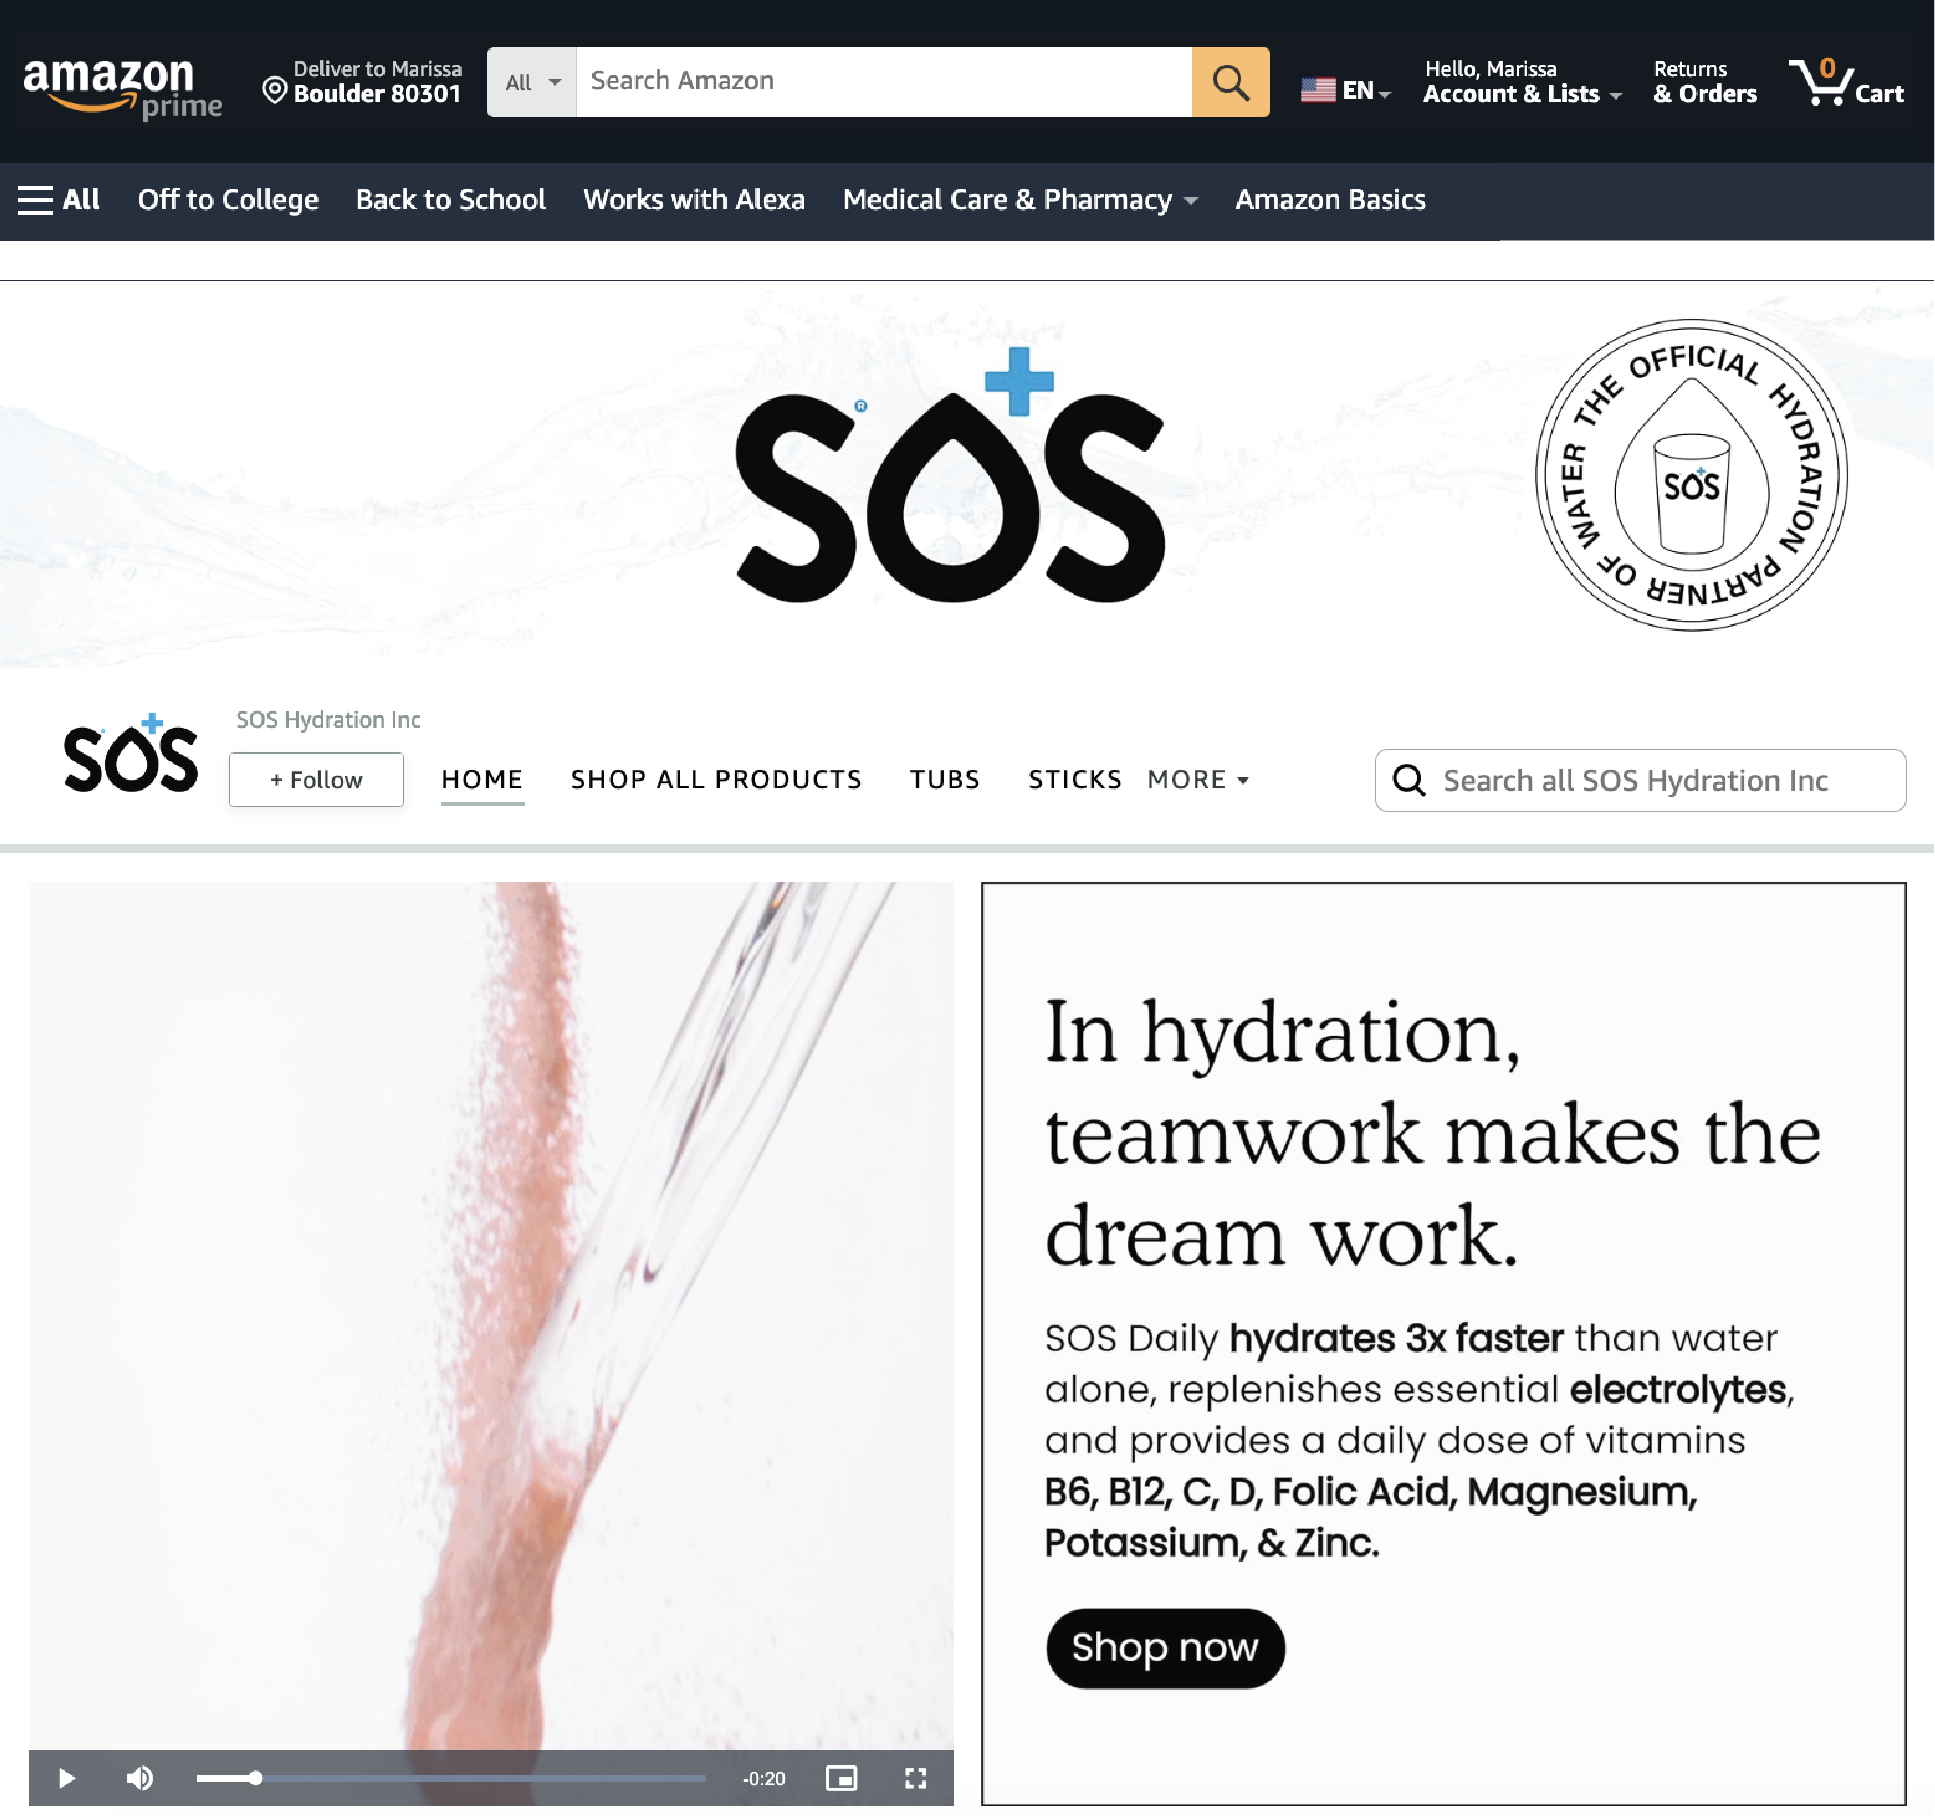 amazon
prime
Deliver to Marissa
Boulder 80301
All
Search Amazon
EN
Hello, Marissa
Account & Lists
Returns
& Orders
0
Cart
All
Off to College
Back to School
Works with Alexa
Medical Care & Pharmacy
Amazon Basics
SOS
®
THE OFFICIAL HYDRATION PARTNER OF WATER
SOS
SOS
SOS Hydration Inc
+ Follow
HOME
SHOP ALL PRODUCTS
TUBS
STICKS
MORE
Search all SOS Hydration Inc
In hydration,
teamwork makes the
dream work.
SOS Daily hydrates 3x faster than water
alone, replenishes essential electrolytes,
and provides a daily dose of vitamins
B6, B12, C, D, Folic Acid, Magnesium,
Potassium, & Zinc.
Shop now
-0:20